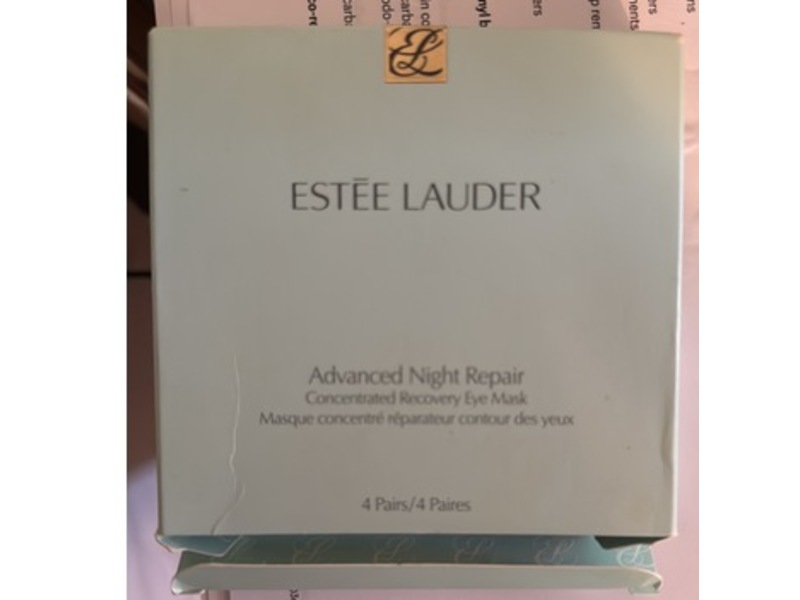 EL
ESTĒE LAUDER
Advanced Night Repair
Concentrated Recovery Eye Mask
Masque concentré réparateur contour des yeux
4 Pairs/4 Paires